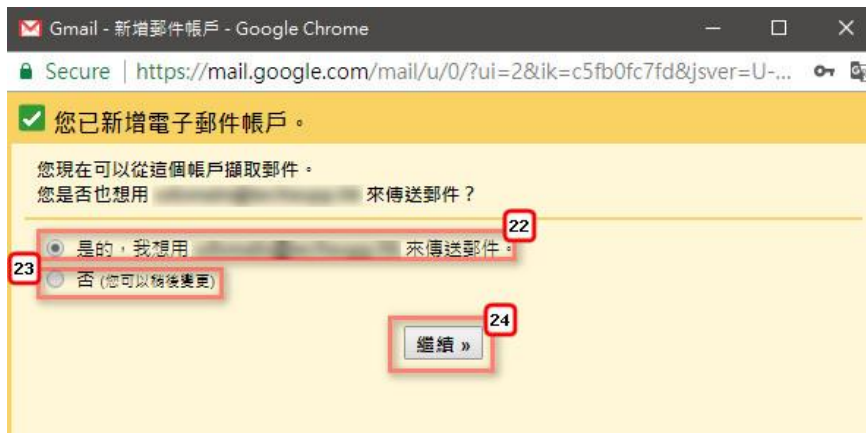 Gmail - 新增郵件帳戶 - Google Chrome
Secure | https://mail.google.com/mail/u/0/?ui=2&ik=c5fb0fc7fd&jsver=U-...
您已新增電子郵件帳戶。
您現在可以從這個帳戶擷取郵件。
您是否也想用 來傳送郵件？
22
是的，我想用 來傳送郵件。
23
否 (您可以稍後變更)
24
繼續 »